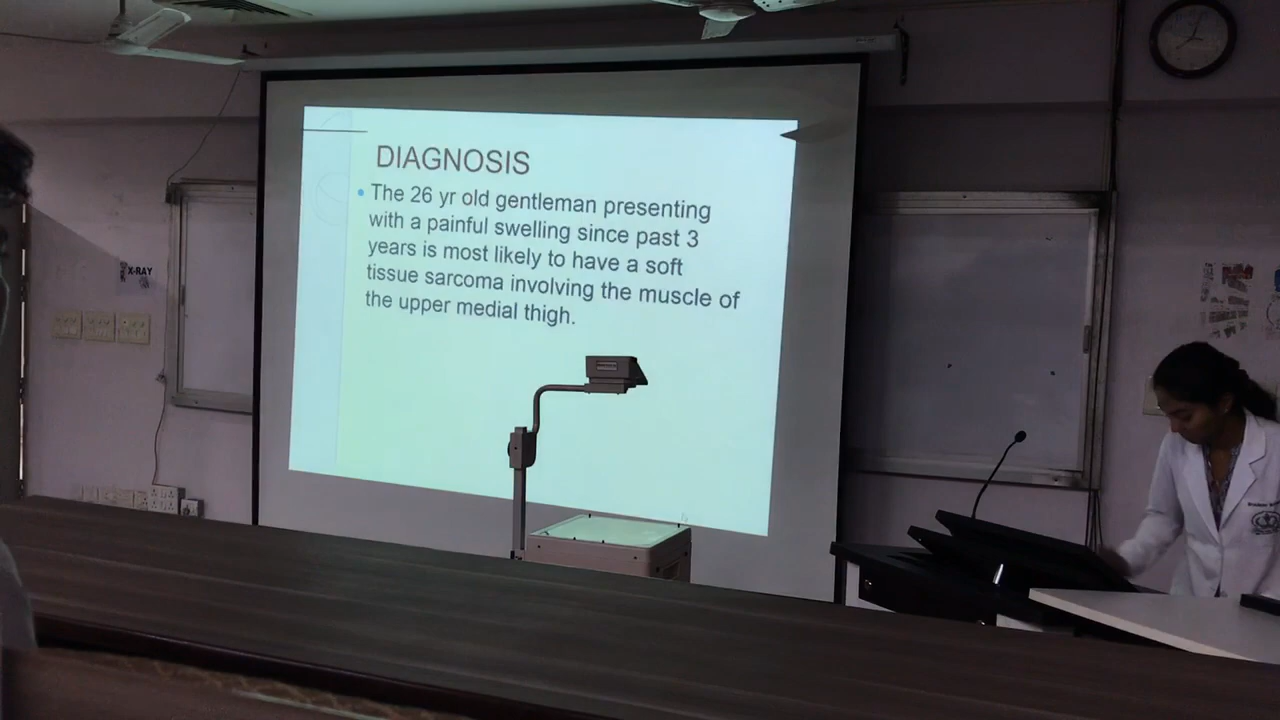 DIAGNOSIS
The 26 yr old gentleman presenting
with a painful swelling since past 3
years is most likely to have a soft
tissue sarcoma involving the muscle of
the upper medial thigh.
X-RAY